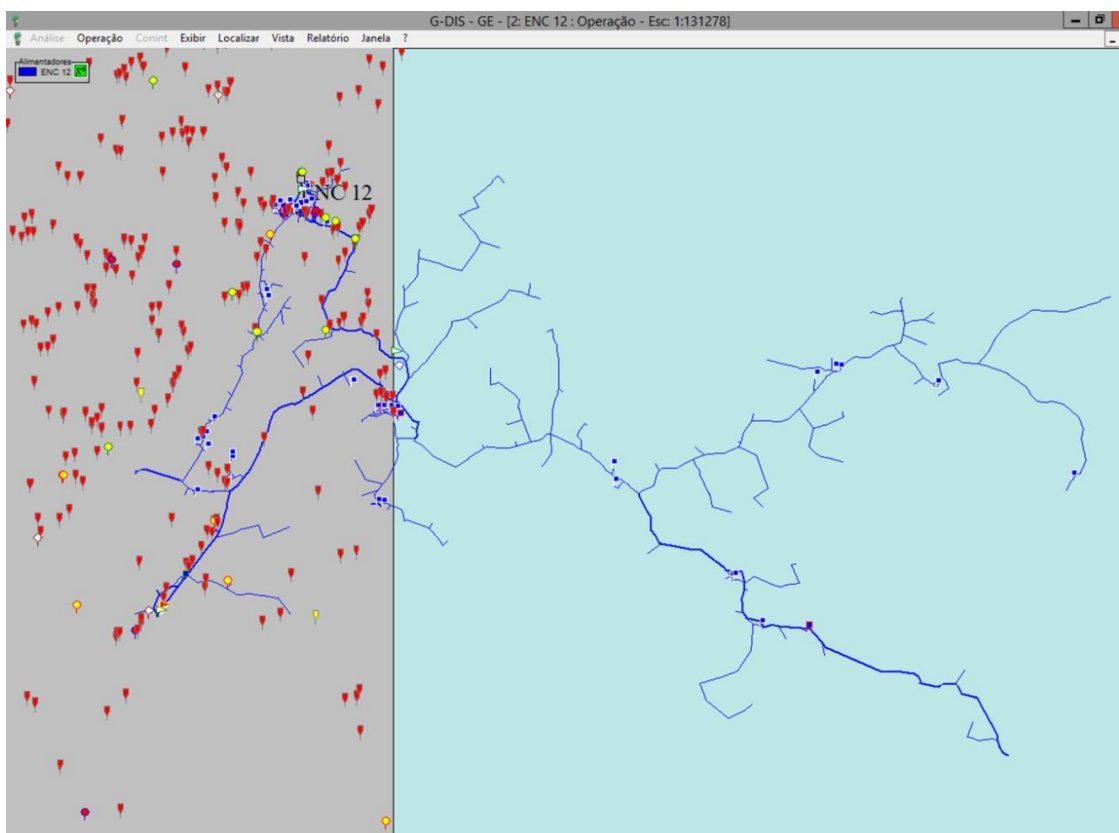 G-DIS - GE - [2: ENC 12 : Operação - Esc: 1:131278]
Análise Operação Conint Exibir Localizar Vista Relatório Janela ?
Alimentadores
ENC 12
ENC 12